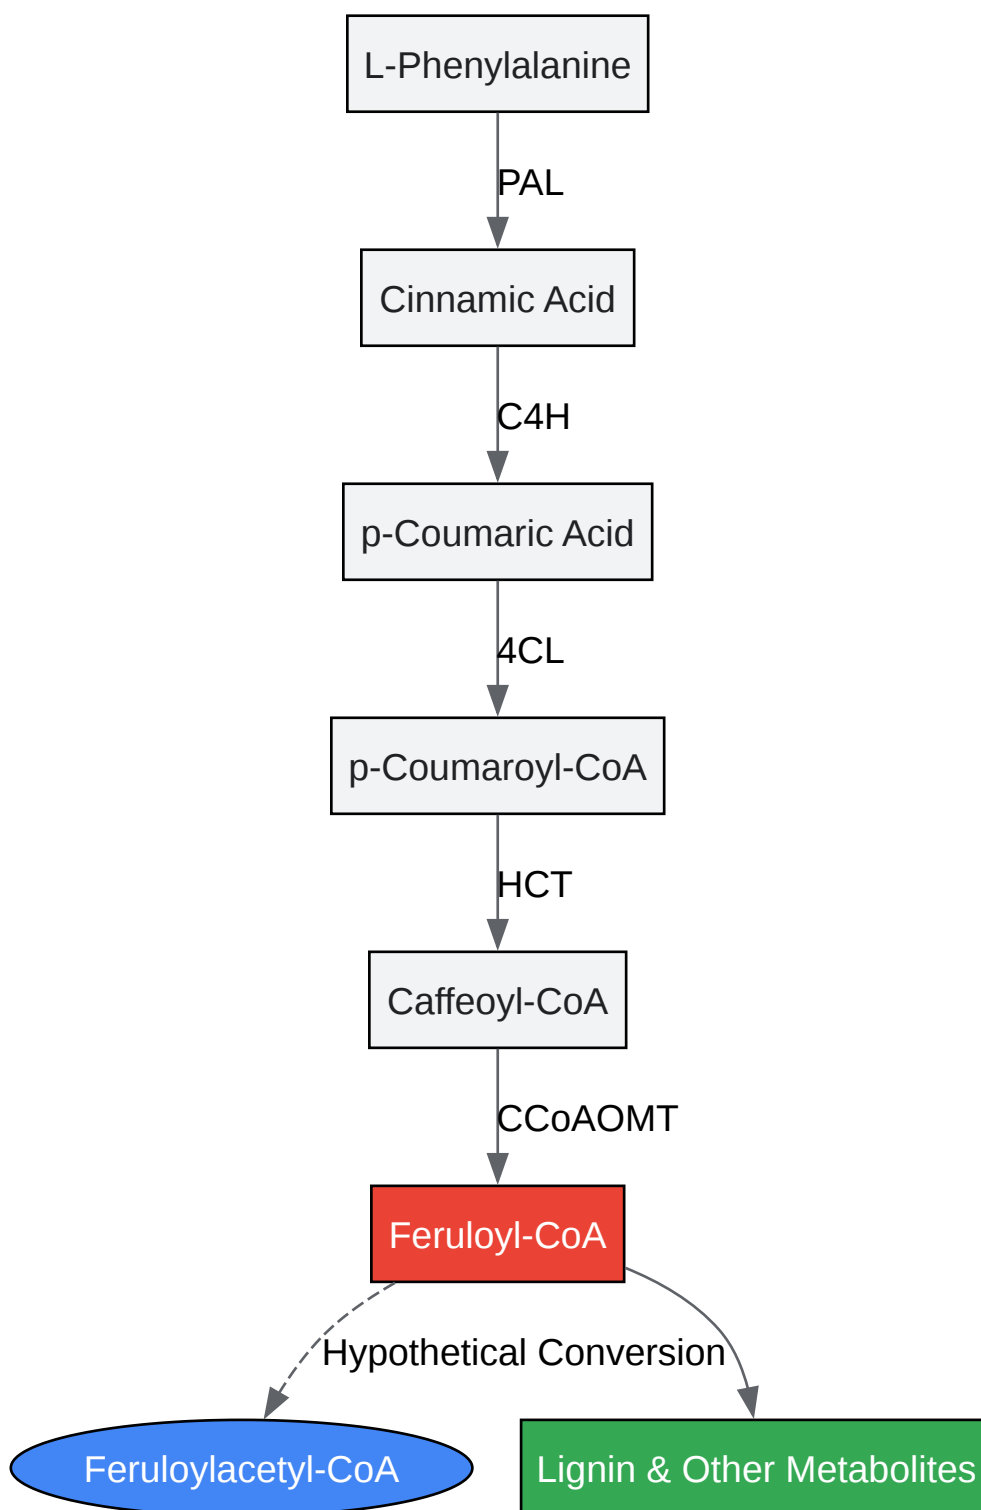 L-Phenylalanine
PAL
Cinnamic Acid
C4H
p-Coumaric Acid
4CL
p-Coumaroyl-CoA
HCT
Caffeoyl-CoA
CCoAOMT
Feruloyl-CoA
Hypothetical Conversion
Feruloylacetyl-CoA
Lignin & Other Metabolites